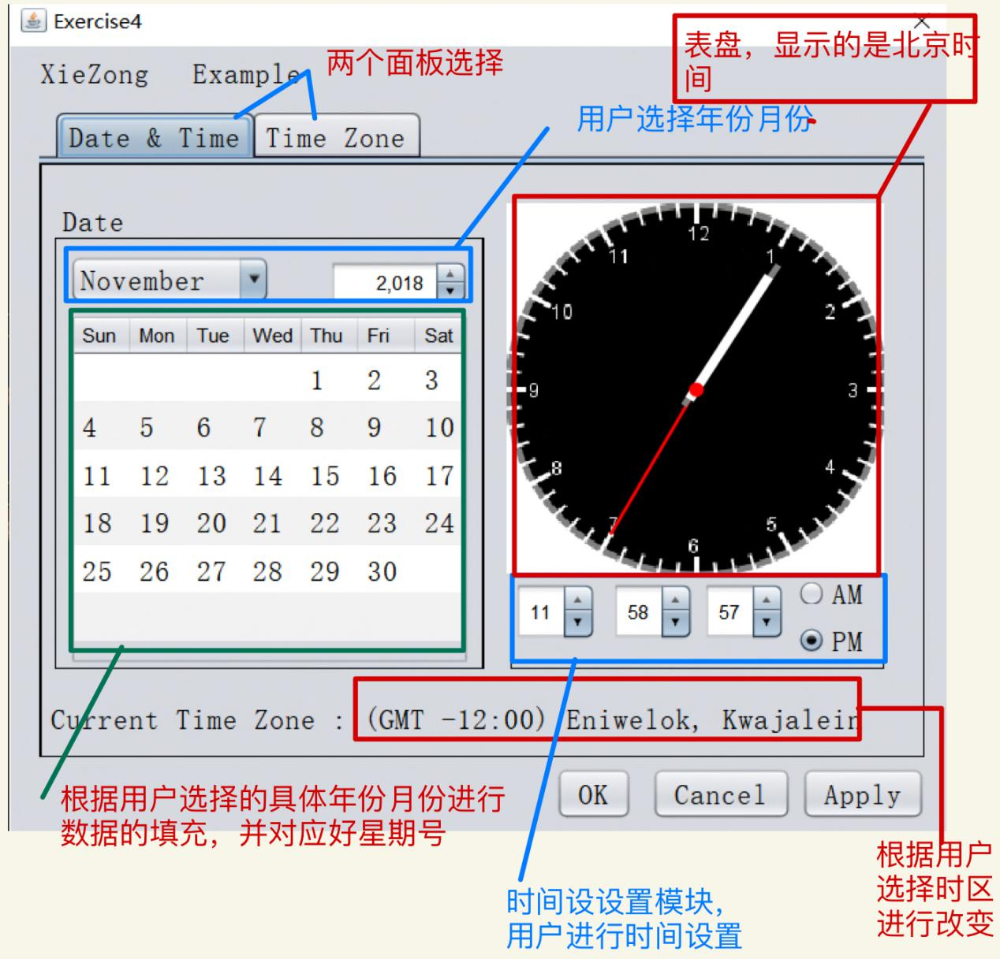 Exercise4
表盘，显示的是北京时
间
XieZong Example
两个面板选择
用户选择年份月份
Date & Time Time Zone
Date
November 2,018
Sun Mon Tue Wed Thu Fri Sat
1 2 3
4 5 6 7 8 9 10
11 12 13 14 15 16 17
18 19 20 21 22 23 24
25 26 27 28 29 30
12
11 1
10 2
9 3
8 4
7 5
6
11 58 57 AM
PM
Current Time Zone : (GMT -12:00) Eniwelok, Kwajalein
OK Cancel Apply
根据用户选择的具体年份月份进行
数据的填充，并对应好星期号
时间设设置模块，
用户进行时间设置
根据用户
选择时区
进行改变